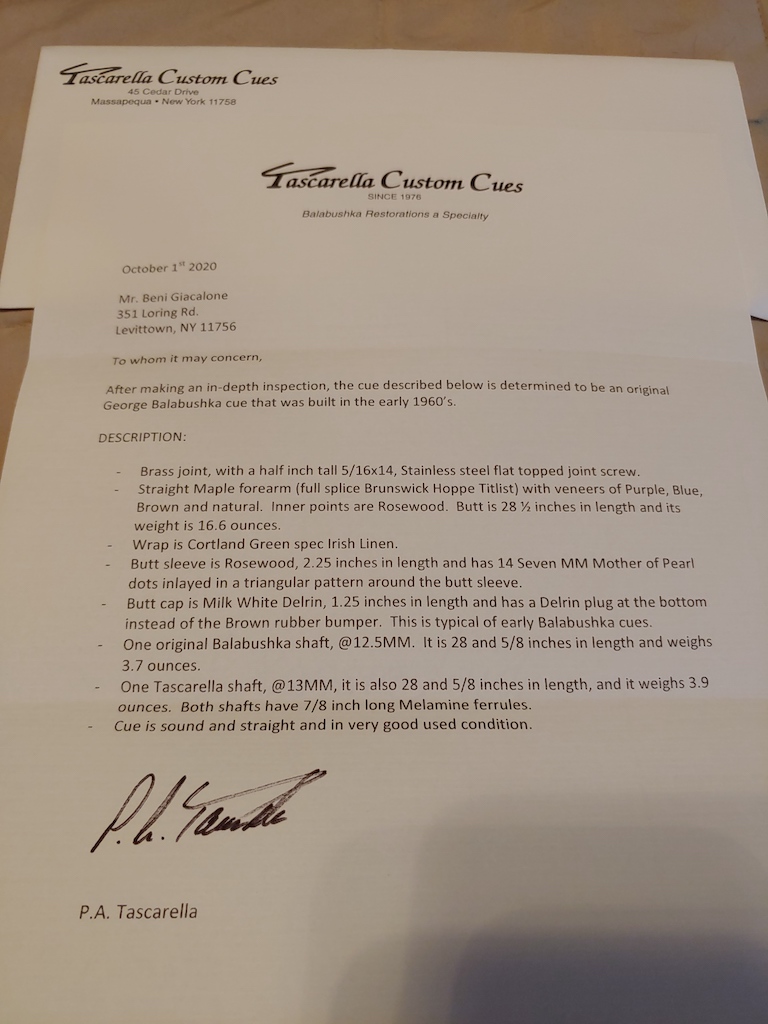 Tascarella Custom Cues
45 Cedar Drive
Massapequa • New York 11758
Tascarella Custom Cues
SINCE 1976
Balabushka Restorations a Specialty
October 1st 2020
Mr. Beni Giacalone
351 Loring Rd.
Levittown, NY 11756
To whom it may concern,
After making an in-depth inspection, the cue described below is determined to be an original
George Balabushka cue that was built in the early 1960's.
DESCRIPTION:
- Brass joint, with a half inch tall 5/16x14, Stainless steel flat topped joint screw.
- Straight Maple forearm (full splice Brunswick Hoppe Titlist) with veneers of Purple, Blue,
Brown and natural. Inner points are Rosewood. Butt is 28 ½ inches in length and its
weight is 16.6 ounces.
- Wrap is Cortland Green spec Irish Linen.
- Butt sleeve is Rosewood, 2.25 inches in length and has 14 Seven MM Mother of Pearl
dots inlayed in a triangular pattern around the butt sleeve.
- Butt cap is Milk White Delrin, 1.25 inches in length and has a Delrin plug at the bottom
instead of the Brown rubber bumper. This is typical of early Balabushka cues.
- One original Balabushka shaft, @12.5MM. It is 28 and 5/8 inches in length and weighs
3.7 ounces.
- One Tascarella shaft, @13MM, it is also 28 and 5/8 inches in length, and it weighs 3.9
ounces. Both shafts have 7/8 inch long Melamine ferrules.
- Cue is sound and straight and in very good used condition.
P.A. Tascarella
P.A. Tascarella